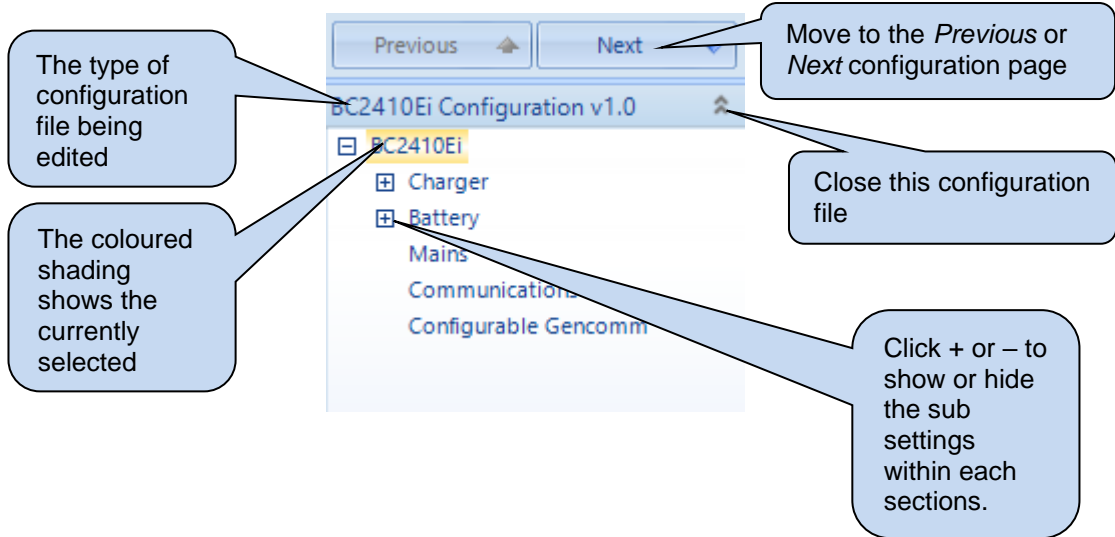 The type of
configuration
file being
edited
Previous
Next
Move to the Previous or
Next configuration page
BC2410Ei Configuration v1.0
BC2410Ei
Charger
Battery
Mains
Communications
Configurable Gencomm
Close this configuration
file
The coloured
shading
shows the
currently
selected
Click + or – to
show or hide
the sub
settings
within each
sections.